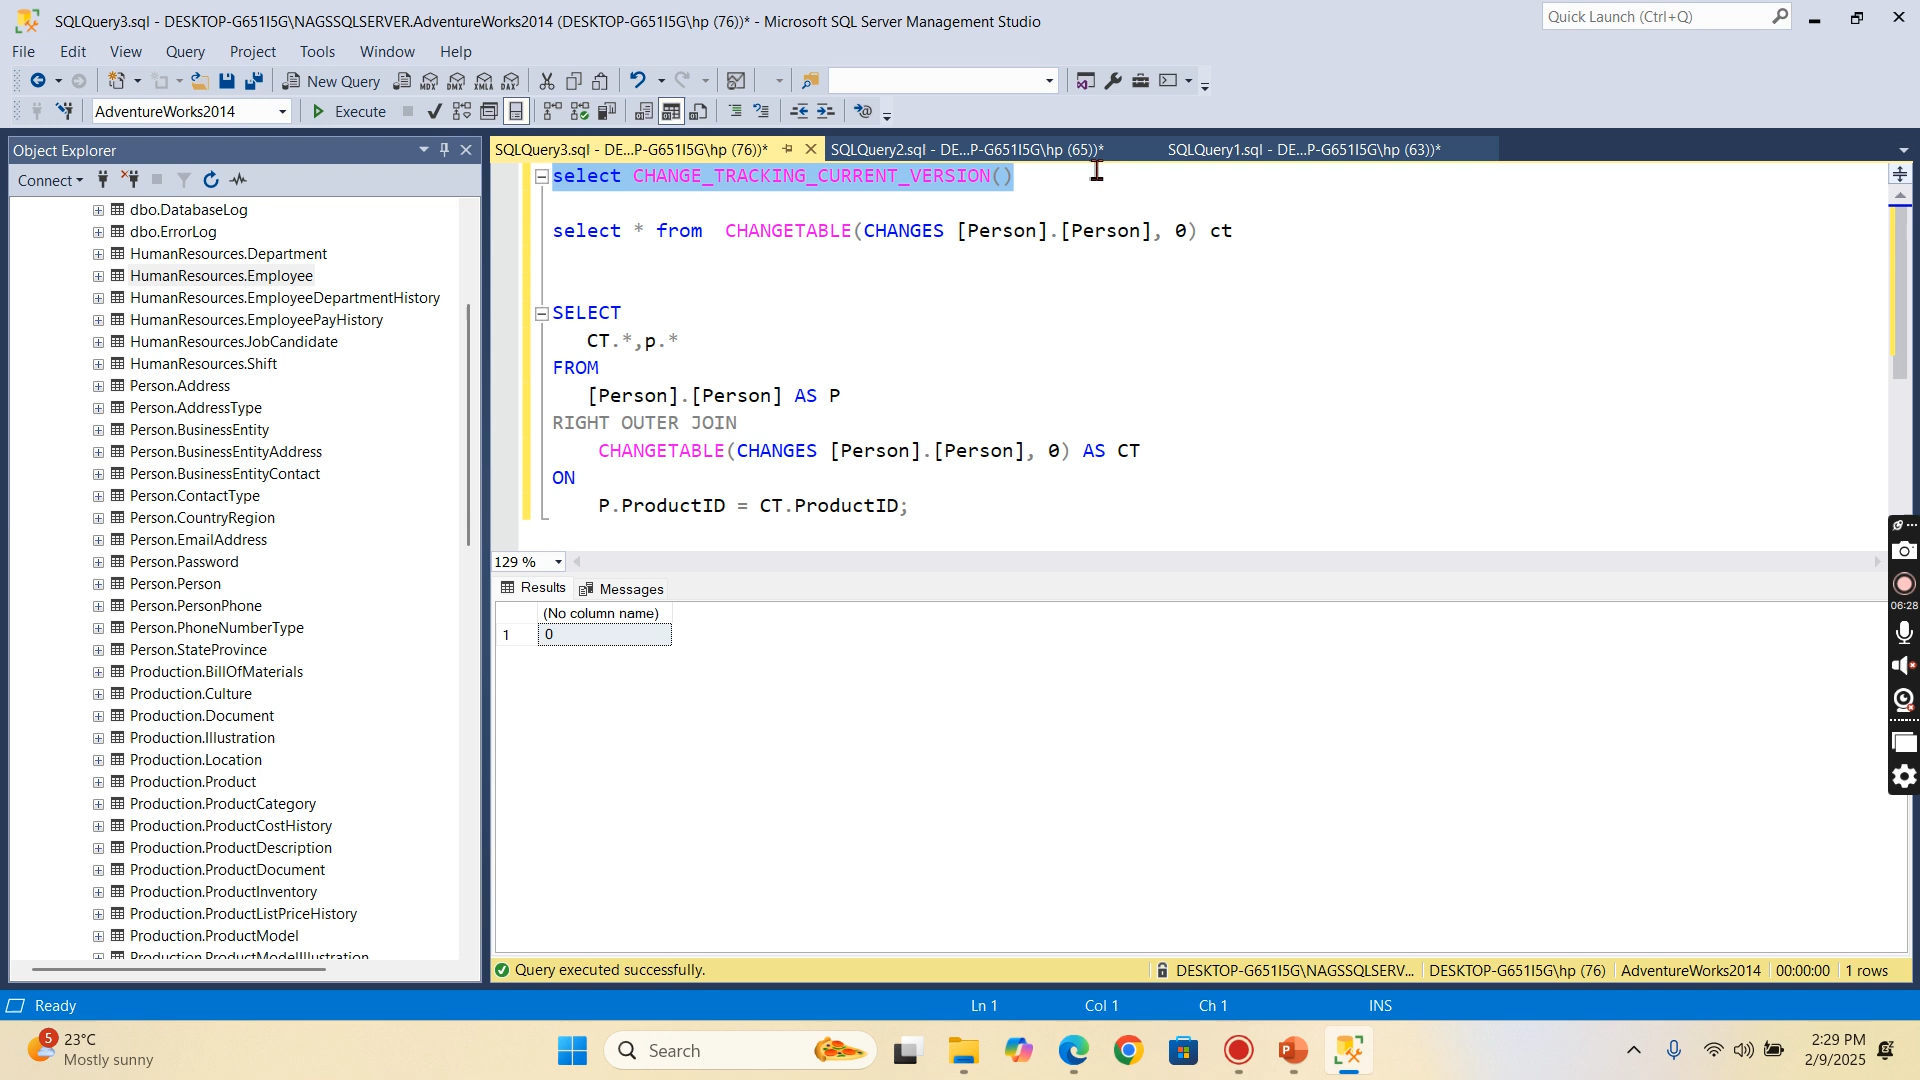 SQLQuery3.sql - DESKTOP-G651I5G\NAGSSQLSERVER.AdventureWorks2014 (DESKTOP-G651I5G\hp (76))* - Microsoft SQL Server Management Studio
Quick Launch (Ctrl+Q)
File Edit View Query Project Tools Window Help
New Query
AdventureWorks2014 Execute
Object Explorer
SQLQuery3.sql - DE...P-G651I5G\hp (76))* SQLQuery2.sql - DE...P-G651I5G\hp (65))* SQLQuery1.sql - DE...P-G651I5G\hp (63))*
Connect
dbo.DatabaseLog
dbo.ErrorLog
HumanResources.Department
HumanResources.Employee
HumanResources.EmployeeDepartmentHistory
HumanResources.EmployeePayHistory
HumanResources.JobCandidate
HumanResources.Shift
Person.Address
Person.AddressType
Person.BusinessEntity
Person.BusinessEntityAddress
Person.BusinessEntityContact
Person.ContactType
Person.CountryRegion
Person.EmailAddress
Person.Password
Person.Person
Person.PersonPhone
Person.PhoneNumberType
Person.StateProvince
Production.BillOfMaterials
Production.Culture
Production.Document
Production.Illustration
Production.Location
Production.Product
Production.ProductCategory
Production.ProductCostHistory
Production.ProductDescription
Production.ProductDocument
Production.ProductInventory
Production.ProductListPriceHistory
Production.ProductModel
Production.ProductModelIllustration
select CHANGE_TRACKING_CURRENT_VERSION()
select * from  CHANGETABLE(CHANGES [Person].[Person], 0) ct
SELECT
CT.*,p.*
FROM
[Person].[Person] AS P
RIGHT OUTER JOIN
CHANGETABLE(CHANGES [Person].[Person], 0) AS CT
ON
P.ProductID = CT.ProductID;
129 %
Results Messages
(No column name)
1 0
06:28
Query executed successfully. DESKTOP-G651I5G\NAGSSQLSERV... DESKTOP-G651I5G\hp (76) AdventureWorks2014 00:00:00 1 rows
Ready Ln 1 Col 1 Ch 1 INS
5
23°C
Mostly sunny
Search
2:29 PM
2/9/2025